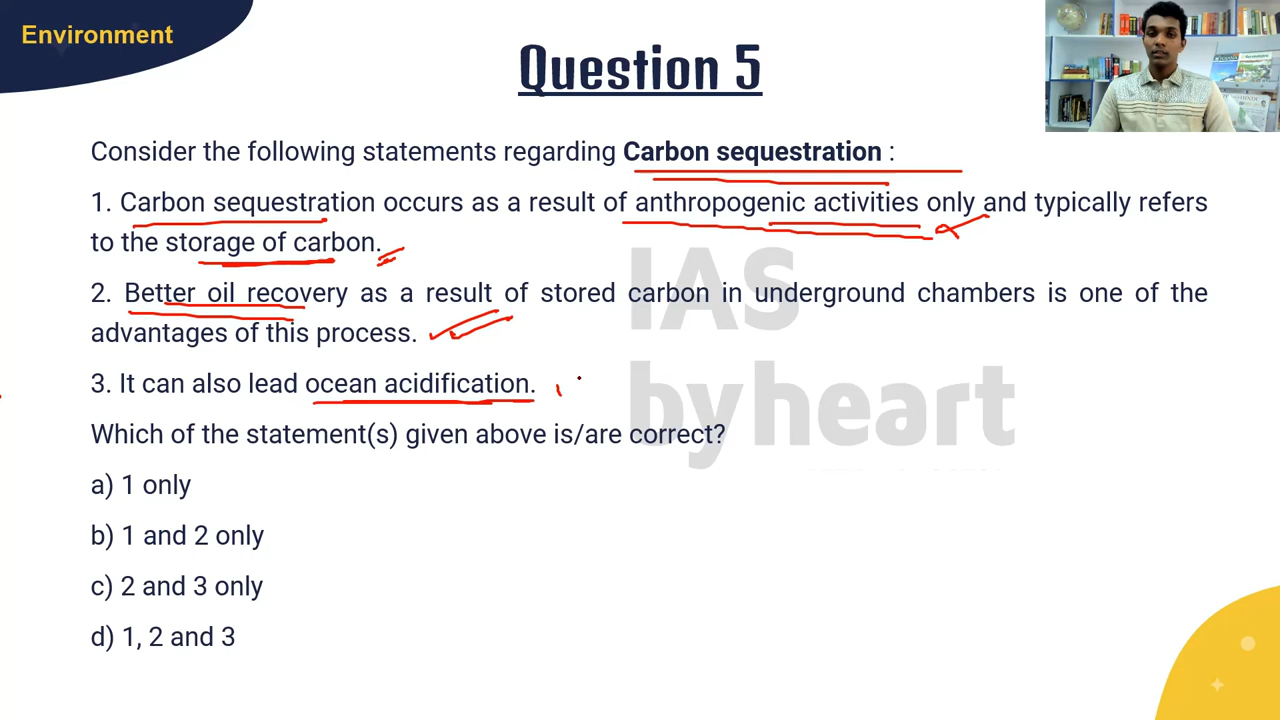 Environment
Question 5
Consider the following statements regarding Carbon sequestration :
1. Carbon sequestration occurs as a result of anthropogenic activities only and typically refers
to the storage of carbon.
2. Better oil recovery as a result of stored carbon in underground chambers is one of the
advantages of this process.
3. It can also lead ocean acidification.
Which of the statement(s) given above is/are correct?
a) 1 only
b) 1 and 2 only
c) 2 and 3 only
d) 1, 2 and 3
IAS
by heart